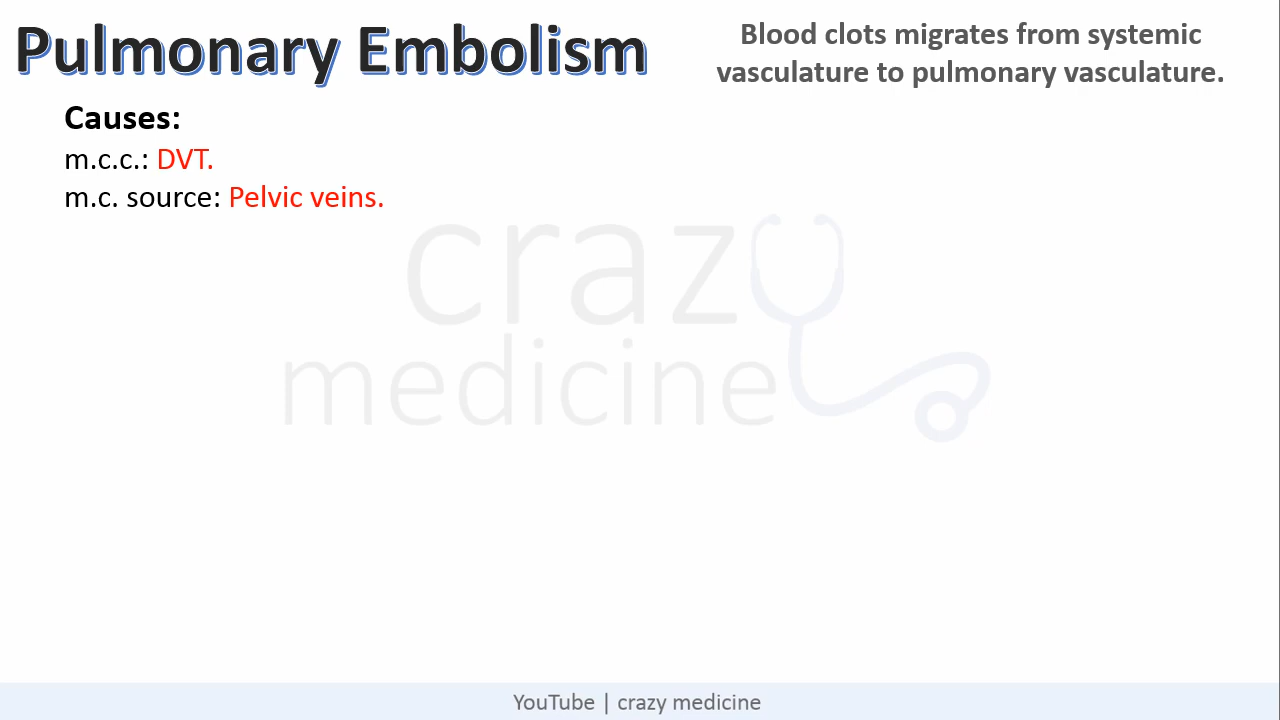 Pulmonary Embolism
Blood clots migrates from systemic
vasculature to pulmonary vasculature.
Causes:
m.c.c.: DVT.
m.c. source: Pelvic veins.
crazy
medicine
YouTube | crazy medicine